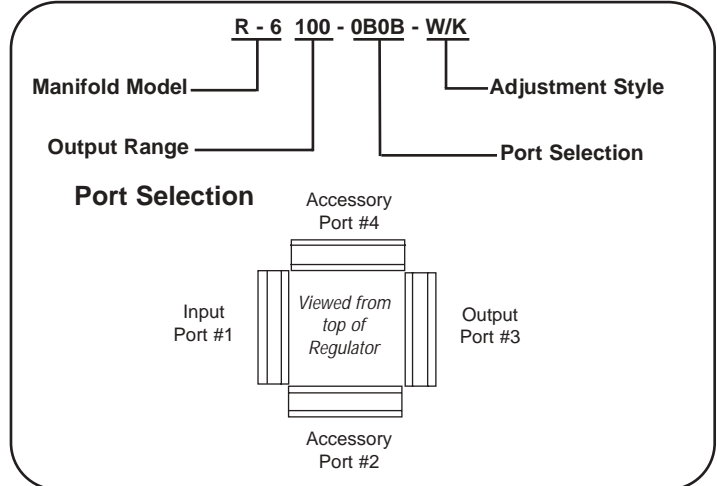 R - 6 100 - 0B0B - W/K
Manifold Model
Adjustment Style
Output Range
Port Selection
Port Selection
Accessory
Port #4
Input
Port #1
Viewed from
top of
Regulator
Output
Port #3
Accessory
Port #2